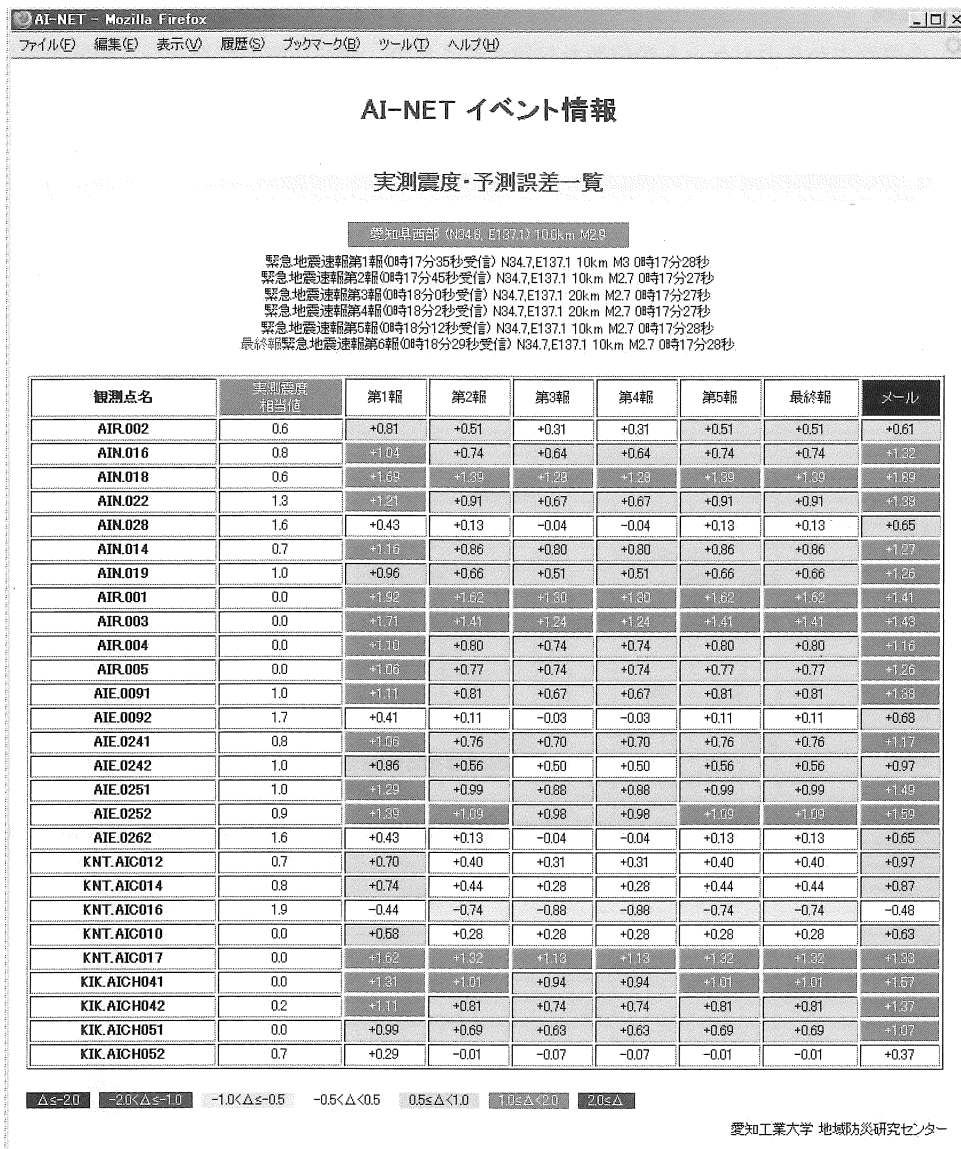 AI-NET - Mozilla Firefox
ファイル(F) 編集(E) 表示(V) 履歴(S) ブックマーク(B) ツール(T) ヘルプ(H)
AI-NET イベント情報
実測震度・予測誤差一覧
愛知県西部 (N34.6, E137.1) 10.0km M2.9
緊急地震速報第1報(0時17分35秒受信) N34.7,E137.1 10km M3 0時17分28秒
緊急地震速報第2報(0時17分45秒受信) N34.7,E137.1 10km M2.7 0時17分27秒
緊急地震速報第3報(0時18分0秒受信) N34.7,E137.1 20km M2.7 0時17分27秒
緊急地震速報第4報(0時18分2秒受信) N34.7,E137.1 20km M2.7 0時17分27秒
緊急地震速報第5報(0時18分12秒受信) N34.7,E137.1 10km M2.7 0時17分28秒
最終報緊急地震速報第6報(0時18分29秒受信) N34.7,E137.1 10km M2.7 0時17分28秒
観測点名 実測震度相当値 第1報 第2報 第3報 第4報 第5報 最終報 メール
AIR.002 0.6 +0.81 +0.51 +0.31 +0.31 +0.51 +0.51 +0.61
AIN.016 0.8 +1.04 +0.74 +0.64 +0.64 +0.74 +0.74 +1.32
AIN.018 0.6 +1.69 +1.39 +1.28 +1.28 +1.39 +1.39 +1.89
AIN.022 1.3 +1.21 +0.91 +0.67 +0.67 +0.91 +0.91 +1.39
AIN.028 1.6 +0.43 +0.13 -0.04 -0.04 +0.13 +0.13 +0.65
AIN.014 0.7 +1.16 +0.86 +0.80 +0.80 +0.86 +0.86 +1.27
AIN.019 1.0 +0.96 +0.66 +0.51 +0.51 +0.66 +0.66 +1.26
AIR.001 0.0 +1.92 +1.62 +1.30 +1.30 +1.62 +1.62 +1.41
AIR.003 0.0 +1.71 +1.41 +1.24 +1.24 +1.41 +1.41 +1.43
AIR.004 0.0 +1.10 +0.80 +0.74 +0.74 +0.80 +0.80 +1.16
AIR.005 0.0 +1.06 +0.77 +0.74 +0.74 +0.77 +0.77 +1.26
AIE.0091 1.0 +1.11 +0.81 +0.67 +0.67 +0.81 +0.81 +1.38
AIE.0092 1.7 +0.41 +0.11 -0.03 -0.03 +0.11 +0.11 +0.68
AIE.0241 0.8 +1.06 +0.76 +0.70 +0.70 +0.76 +0.76 +1.17
AIE.0242 1.0 +0.86 +0.56 +0.50 +0.50 +0.56 +0.56 +0.97
AIE.0251 1.0 +1.29 +0.99 +0.88 +0.88 +0.99 +0.99 +1.49
AIE.0252 0.9 +1.39 +1.09 +0.98 +0.98 +1.09 +1.09 +1.59
AIE.0262 1.6 +0.43 +0.13 -0.04 -0.04 +0.13 +0.13 +0.65
KNT.AIC012 0.7 +0.70 +0.40 +0.31 +0.31 +0.40 +0.40 +0.97
KNT.AIC014 0.8 +0.74 +0.44 +0.28 +0.28 +0.44 +0.44 +0.87
KNT.AIC016 1.9 -0.44 -0.74 -0.88 -0.88 -0.74 -0.74 -0.48
KNT.AIC010 0.0 +0.58 +0.28 +0.28 +0.28 +0.28 +0.28 +0.63
KNT.AIC017 0.0 +1.62 +1.32 +1.13 +1.13 +1.32 +1.32 +1.33
KIK.AICH041 0.0 +1.31 +1.01 +0.94 +0.94 +1.01 +1.01 +1.57
KIK.AICH042 0.2 +1.11 +0.81 +0.74 +0.74 +0.81 +0.81 +1.37
KIK.AICH051 0.0 +0.99 +0.69 +0.63 +0.63 +0.69 +0.69 +1.07
KIK.AICH052 0.7 +0.29 -0.01 -0.07 -0.07 -0.01 -0.01 +0.37
Δ≤-2.0 -2.0<Δ≤-1.0 -1.0<Δ≤-0.5 -0.5<Δ<0.5 0.5≤Δ<1.0 1.0≤Δ<2.0 2.0≤Δ
愛知工業大学 地域防災研究センター